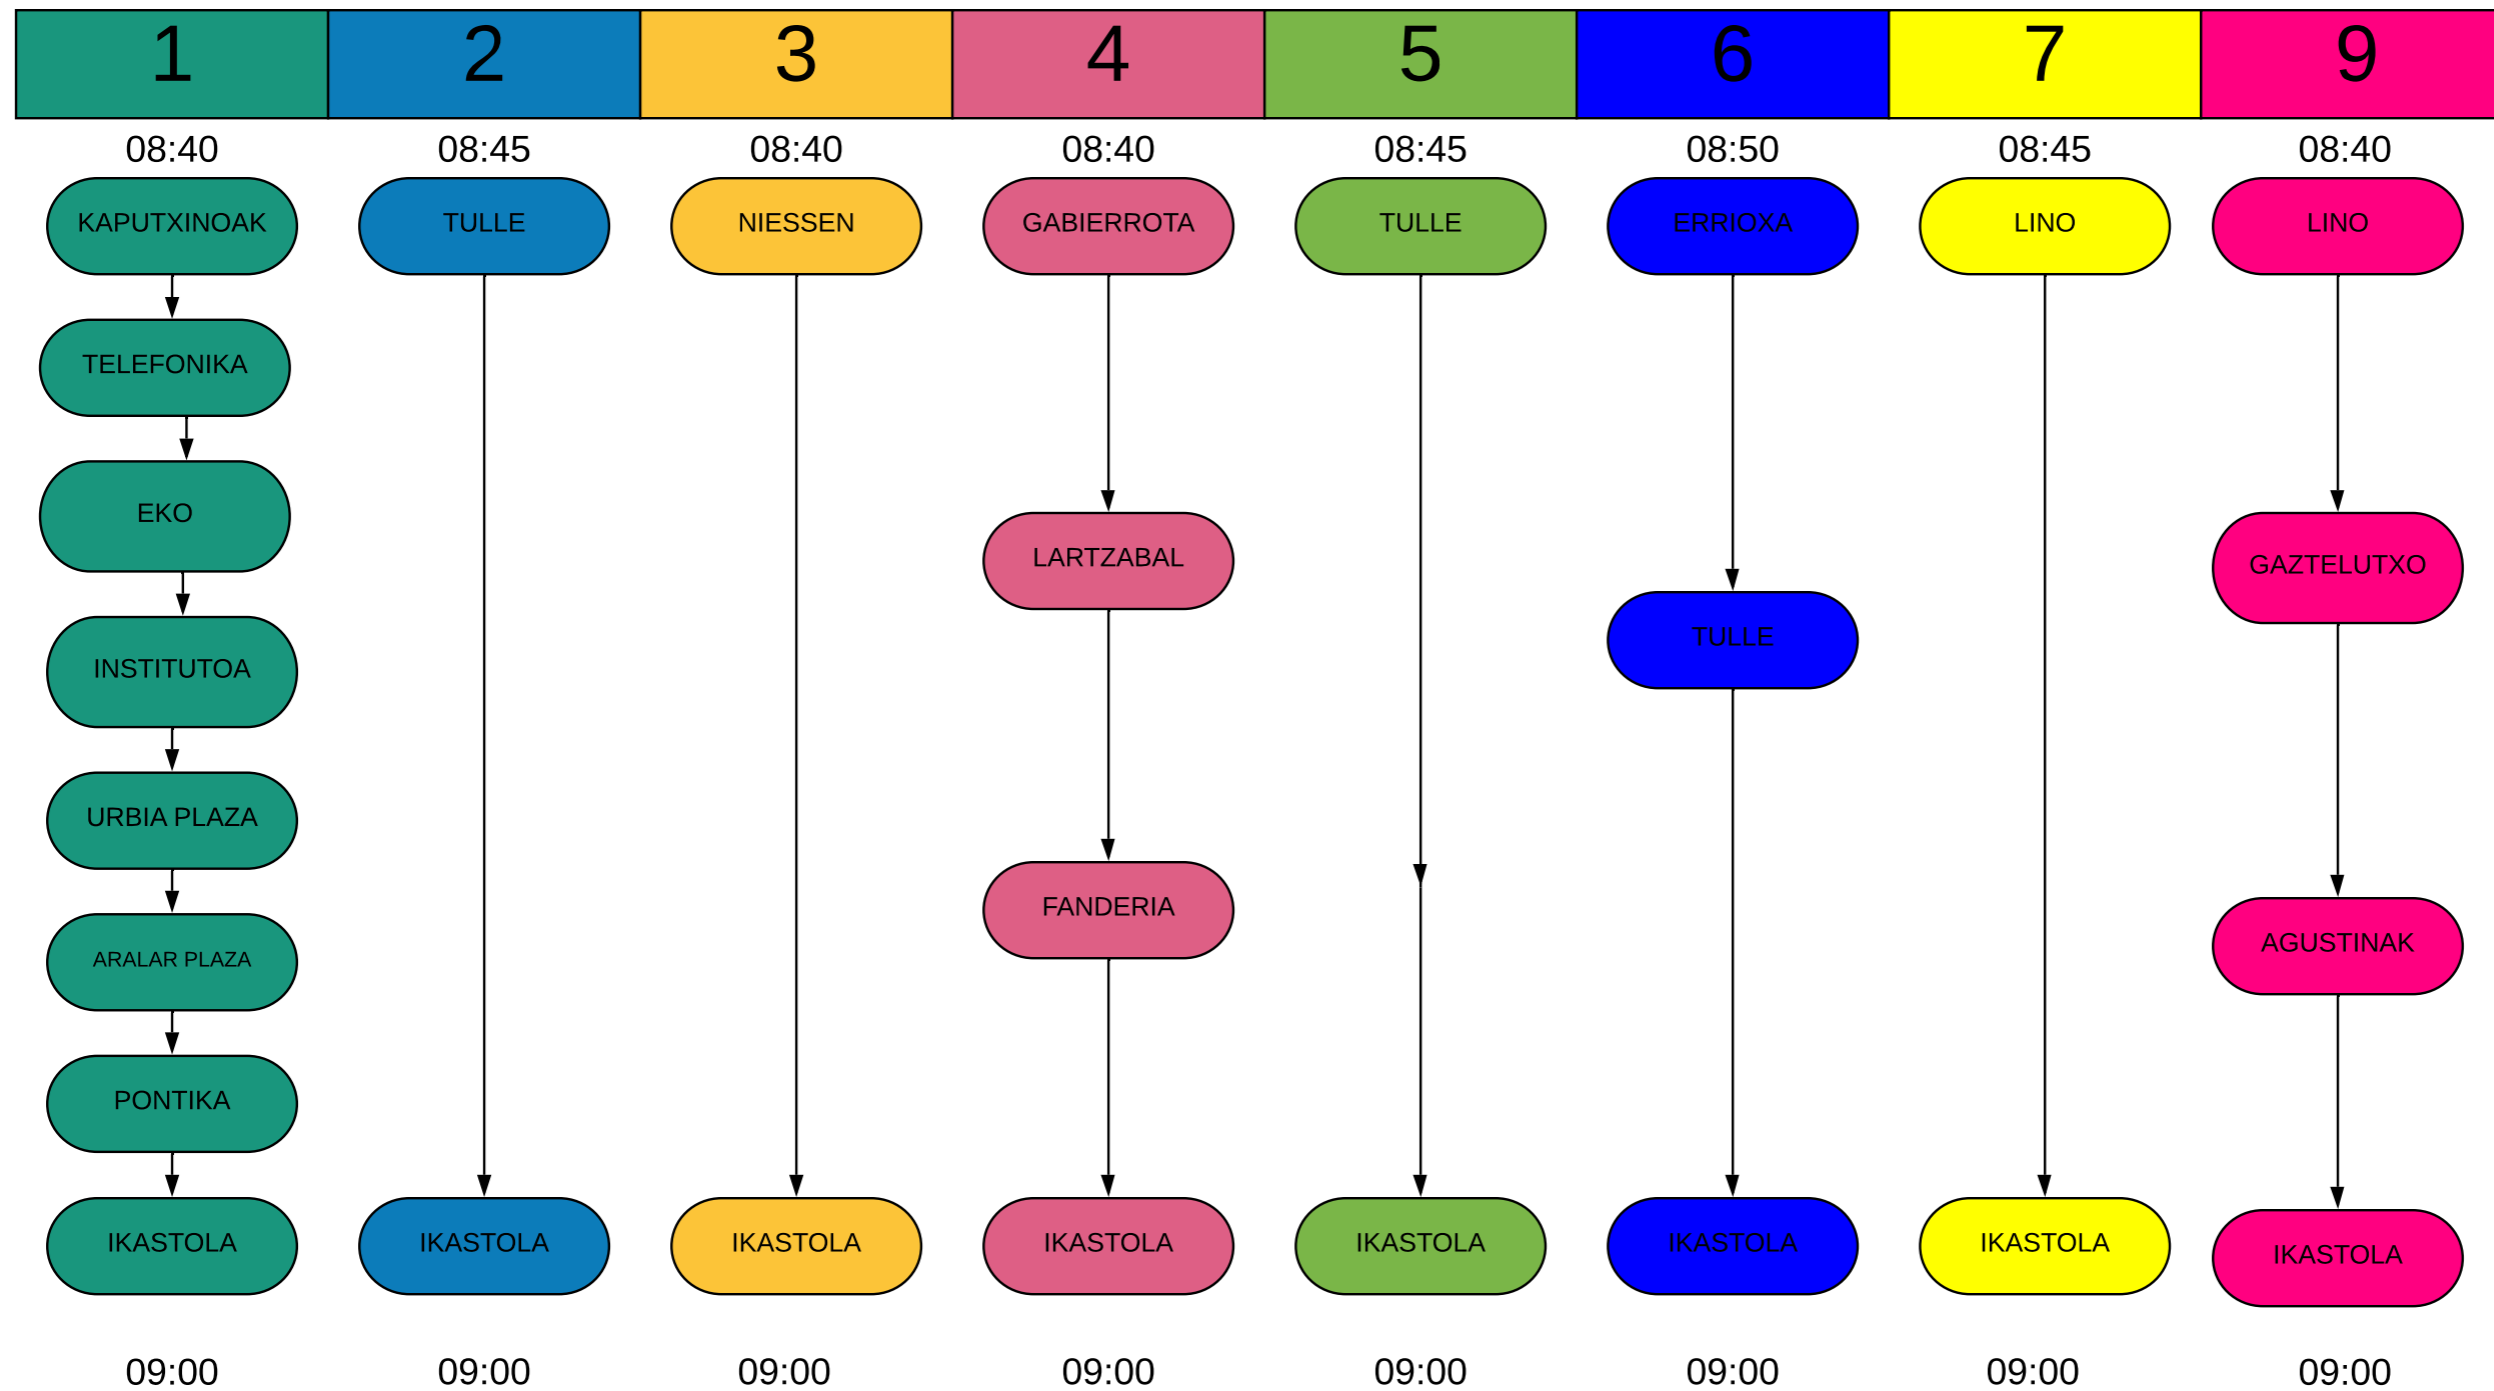 1
2
3
4
5
6
7
9
08:40
08:45
08:40
08:40
08:45
08:50
08:45
08:40
KAPUTXINOAK
TULLE
NIESSEN
GABIERROTA
TULLE
ERRIOXA
LINO
LINO
TELEFONIKA
EKO
LARTZABAL
GAZTELUTXO
INSTITUTOA
TULLE
URBIA PLAZA
FANDERIA
ARALAR PLAZA
AGUSTINAK
PONTIKA
IKASTOLA
IKASTOLA
IKASTOLA
IKASTOLA
IKASTOLA
IKASTOLA
IKASTOLA
IKASTOLA
09:00
09:00
09:00
09:00
09:00
09:00
09:00
09:00